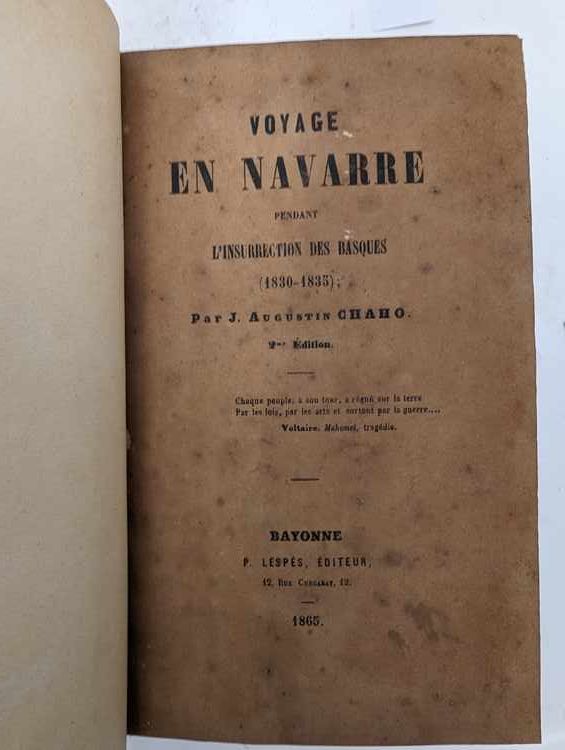 VOYAGE
EN NAVARRE
PENDANT
L'INSURRECTION DES BASQUES
(1830-1835);
Par J. AUGUSTIN CHAHO.
2me Édition.
Chaque peuple, à son tour, a régné sur la terre
Par les lois, par les arts et surtout par la guerre....
Voltaire. Mahomet, tragédie.
BAYONNE
P. LESPÉS, ÉDITEUR,
12, RUE 12.
1865.